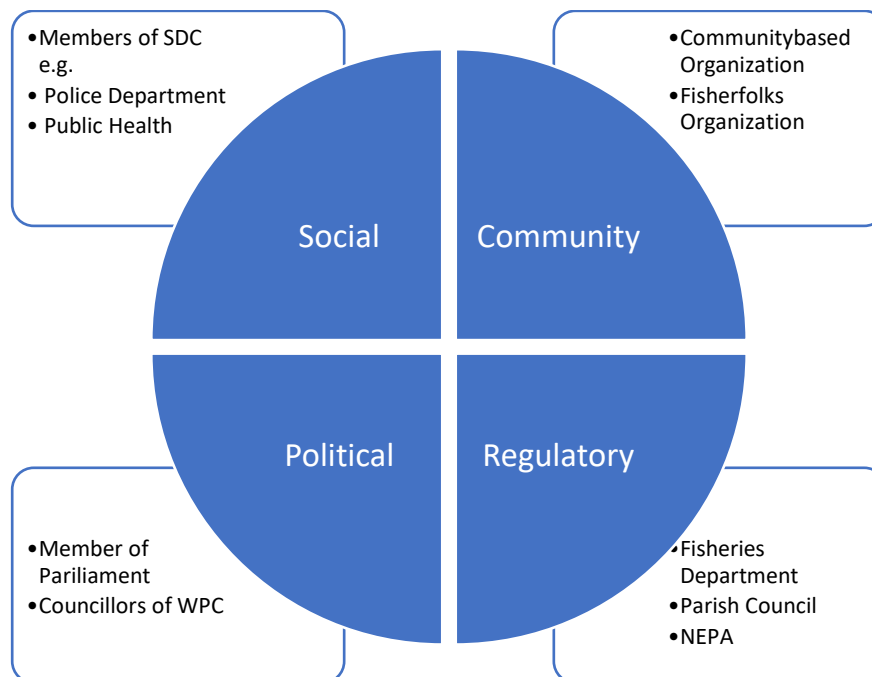 •Members of SDC
e.g.
• Police Department
• Public Health
•Communitybased
Organization
•Fisherfolks
Organization
Social
Community
Political
Regulatory
•Member of
Pariliament
•Councillors of WPC
•Fisheries
Department
•Parish Council
•NEPA